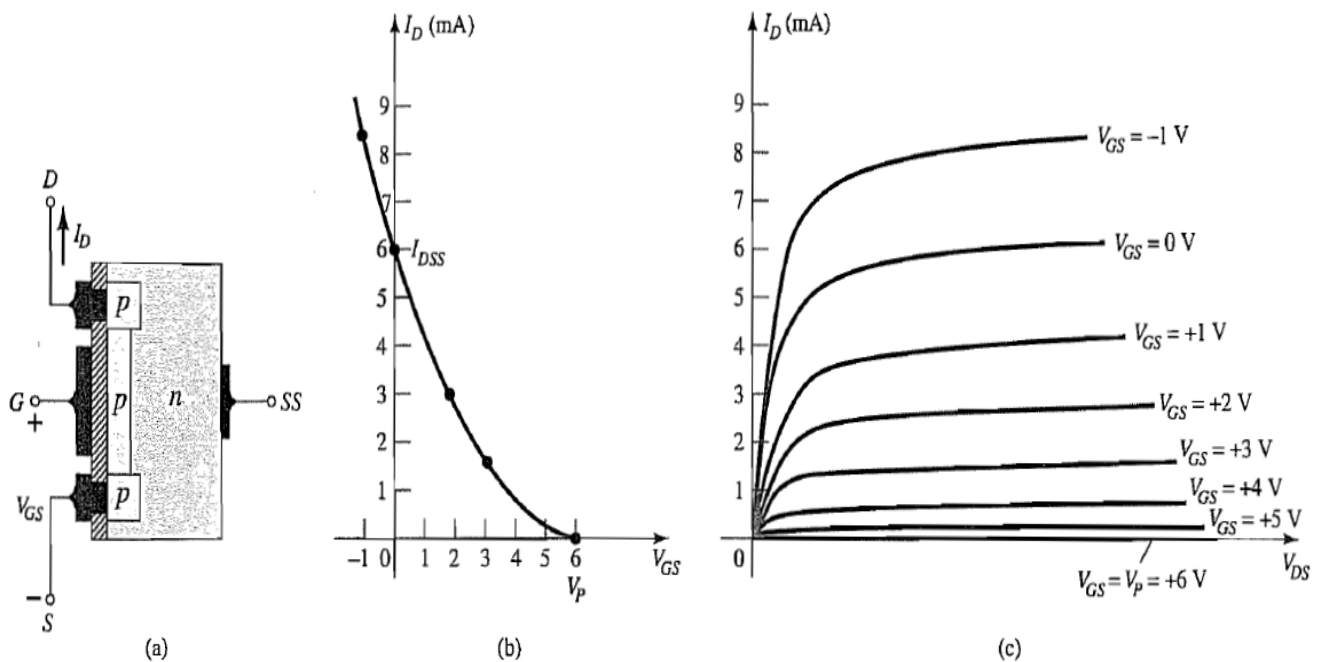 D
I_D
p
G
+
p
n
SS
p
V_GS
−
S
(a)
I_D (mA)
9
8
7
6
I_DSS
5
4
3
2
1
−1 0 1 2 3 4 5 6
V_GS
V_P
(b)
I_D (mA)
9
8
7
6
5
4
3
2
1
0
V_GS = −1 V
V_GS = 0 V
V_GS = +1 V
V_GS = +2 V
V_GS = +3 V
V_GS = +4 V
V_GS = +5 V
V_DS
V_GS = V_P = +6 V
(c)